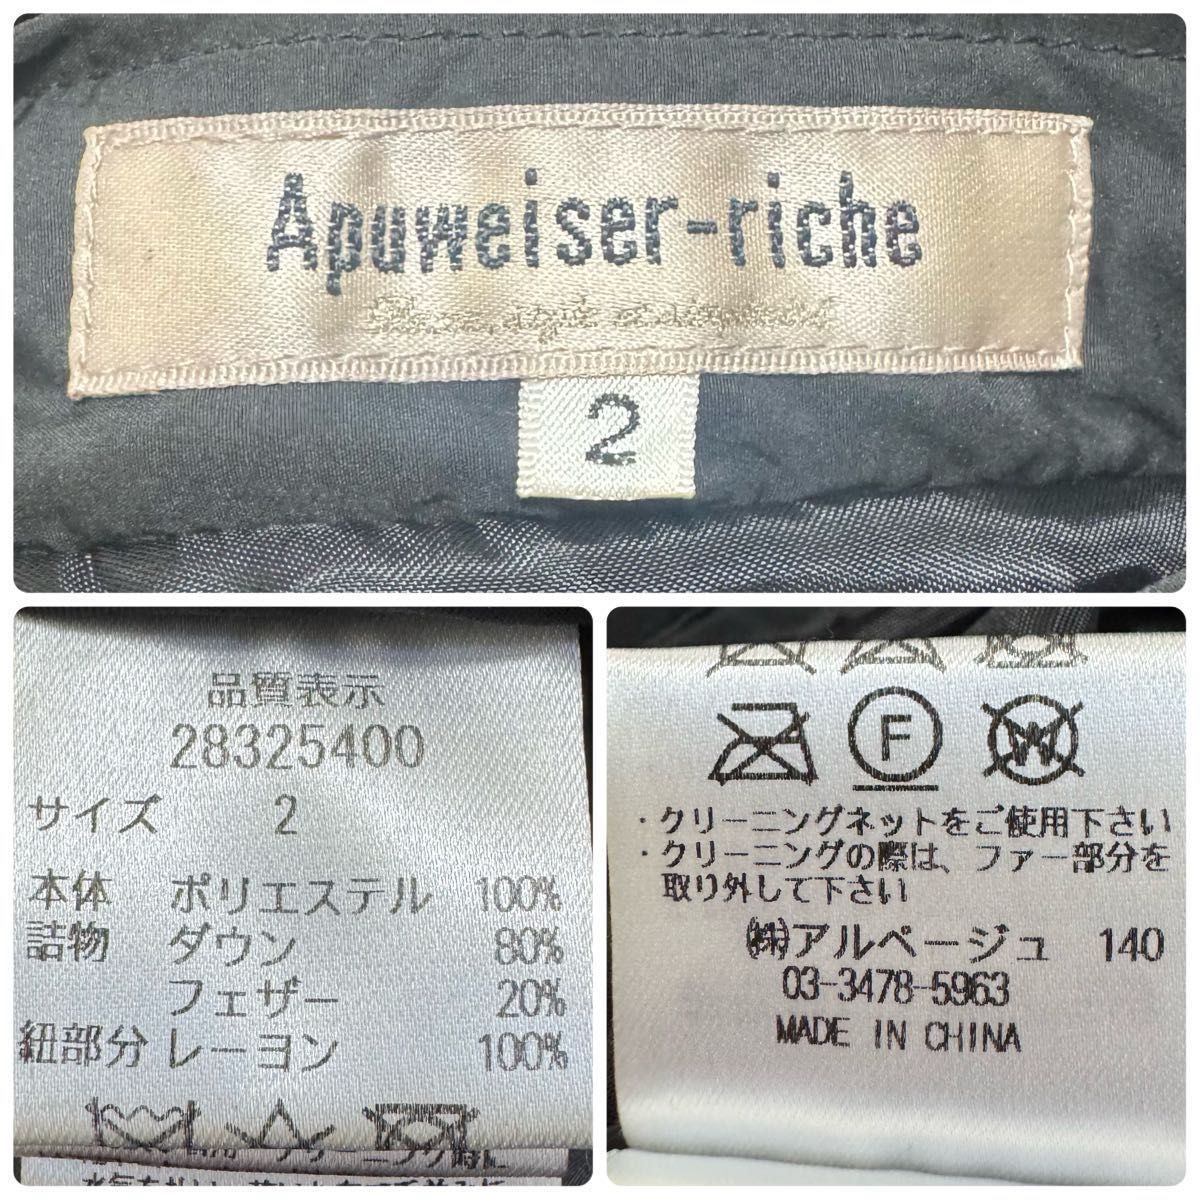 Apuweiser-riche
2
品質表示
28325400
サイズ 2
本体 ポリエステル 100%
詰物 ダウン 80%
フェザー 20%
紐部分 レーヨン 100%
F
W
・クリーニングネットをご使用下さい
・クリーニングの際は、ファー部分を
取り外して下さい
㈱アルページュ 140
03-3478-5963
MADE IN CHINA